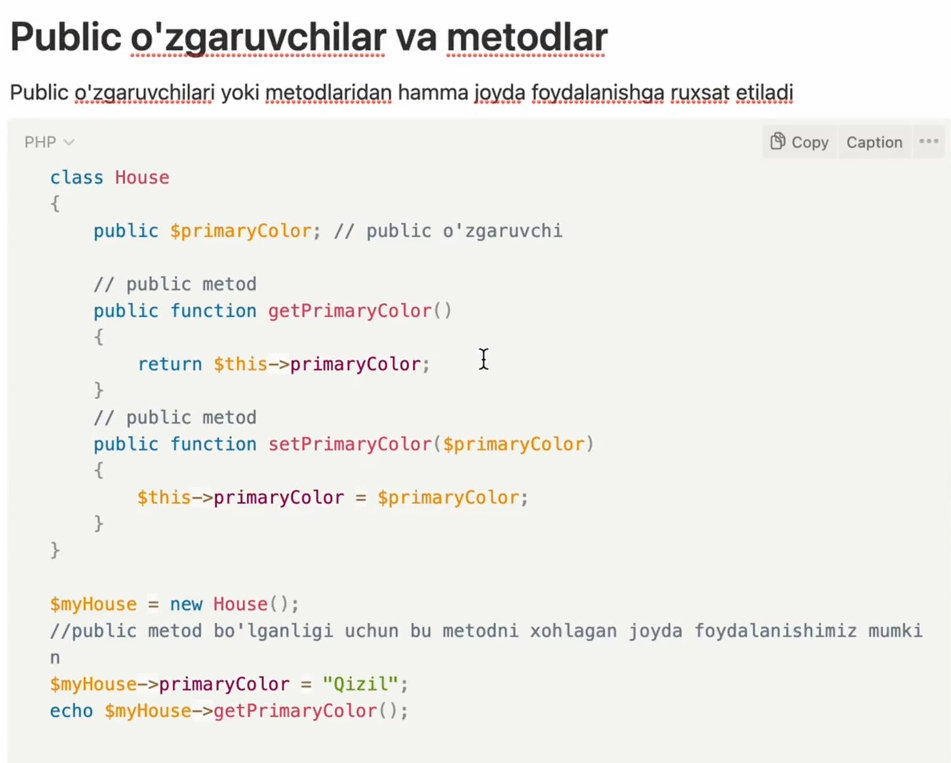 Public o'zgaruvchilar va metodlar
Public o'zgaruvchilari yoki metodlaridan hamma joyda foydalanishga ruxsat etiladi
PHP
Copy Caption
class House
{
    public $primaryColor; // public o'zgaruvchi

    // public metod
    public function getPrimaryColor()
    {
        return $this->primaryColor;
    }
    // public metod
    public function setPrimaryColor($primaryColor)
    {
        $this->primaryColor = $primaryColor;
    }
}

$myHouse = new House();
//public metod bo'lganligi uchun bu metodni xohlagan joyda foydalanishimiz mumki
n
$myHouse->primaryColor = "Qizil";
echo $myHouse->getPrimaryColor();